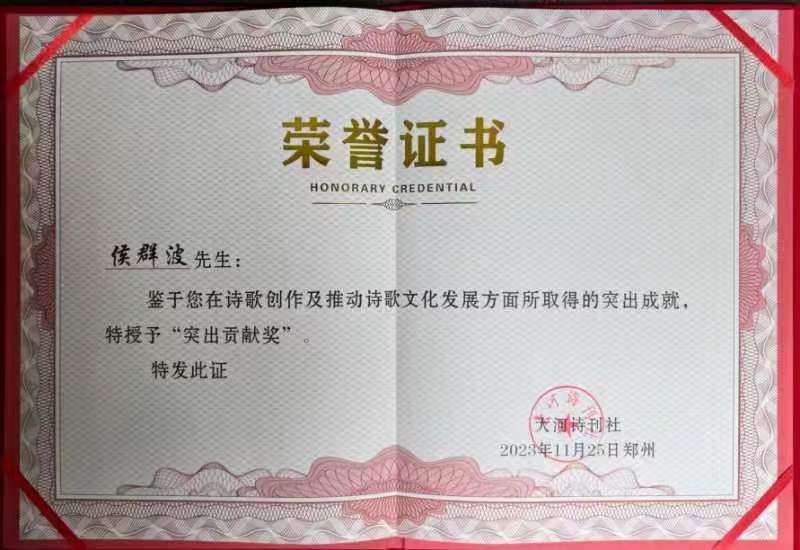 荣誉证书
HONORARY CREDENTIAL
侯群波先生：
鉴于您在诗歌创作及推动诗歌文化发展方面所取得的突出成就，
特授予“突出贡献奖”。
特发此证
大河诗刊社
2023年11月25日郑州